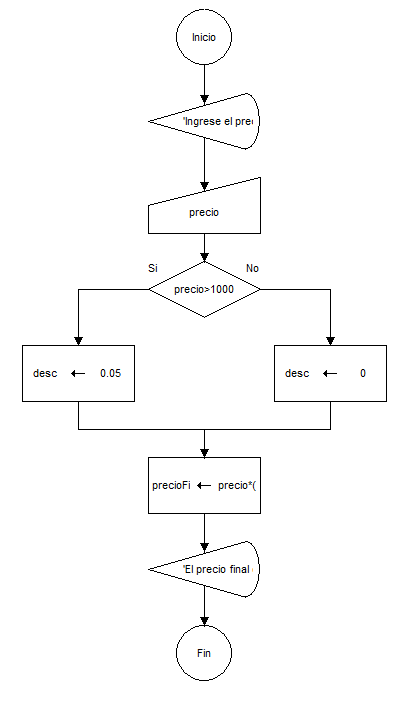 Inicio
'Ingrese el pre
precio
Si
No
precio>1000
desc ← 0.05
desc ← 0
precioFi ← precio*(
'El precio final
Fin